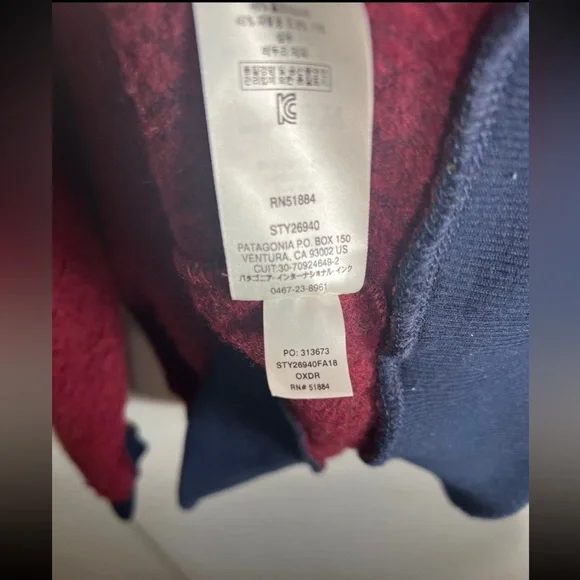 RN51884
STY26940
PATAGONIA P.O. BOX 150
VENTURA, CA 93002 US
CUIT:30-70924649-2
パタゴニア・インターナショナル・インク
0467-23-8961
PO: 313673
STY26940FA18
OXDR
RN# 51884